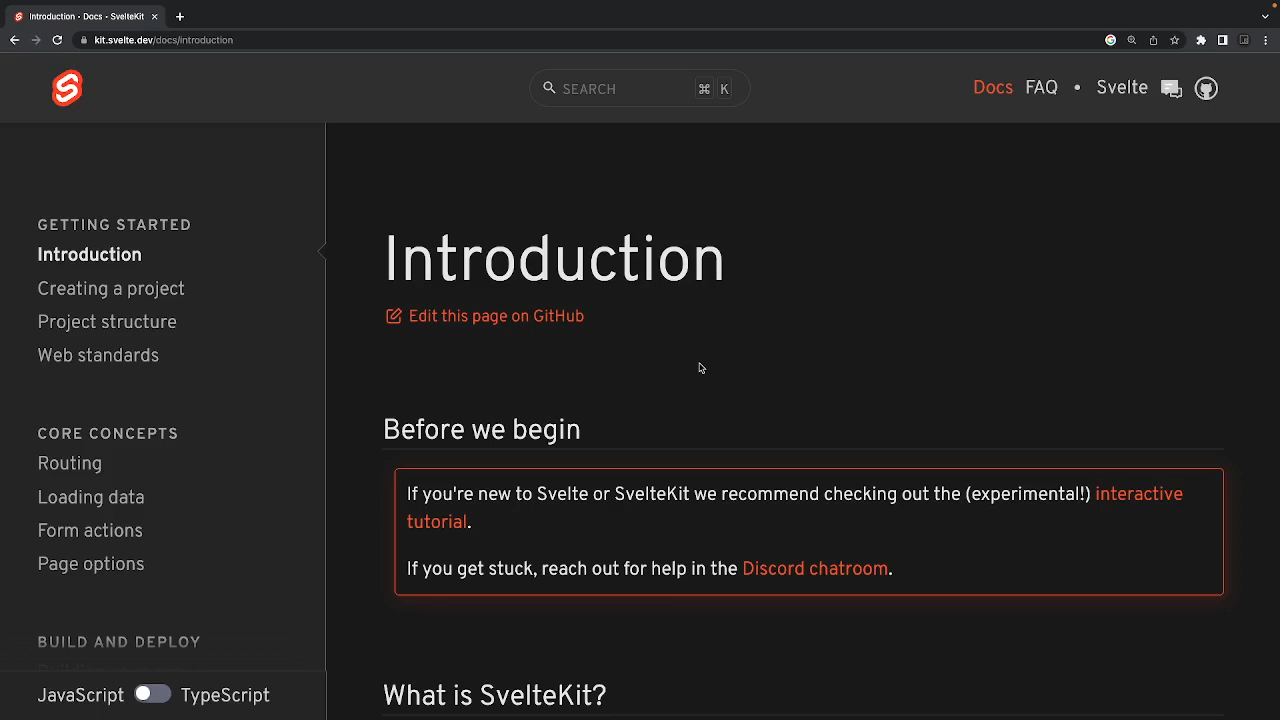 Introduction • Docs • SvelteKit
kit.svelte.dev/docs/introduction
SEARCH ⌘ K
Docs FAQ • Svelte
GETTING STARTED
Introduction
Creating a project
Project structure
Web standards
CORE CONCEPTS
Routing
Loading data
Form actions
Page options
BUILD AND DEPLOY
JavaScript TypeScript
Introduction
Edit this page on GitHub
Before we begin
If you're new to Svelte or SvelteKit we recommend checking out the (experimental!) interactive
tutorial.
If you get stuck, reach out for help in the Discord chatroom.
What is SvelteKit?